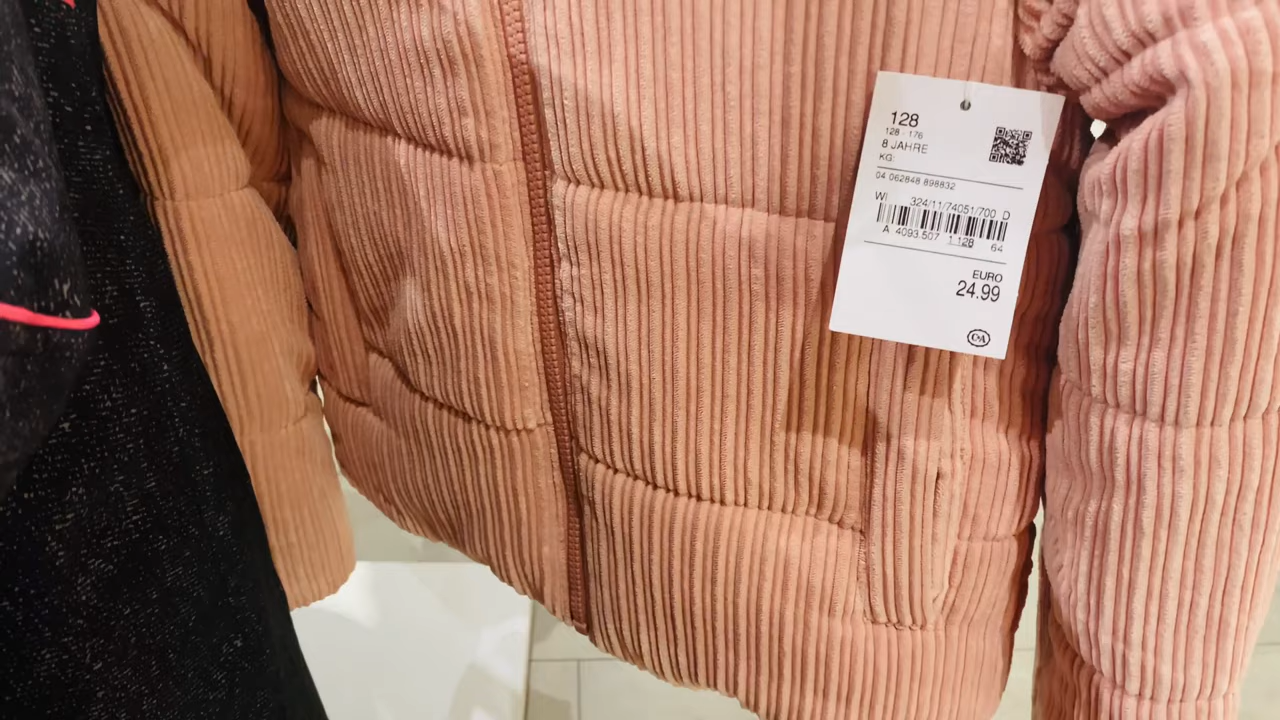 128
128 - 176
8 JAHRE
KG:
04 062848 898832
WI 324/11/74051/700 D
A 4093.507 1 128 64
EURO
24.99
C&A